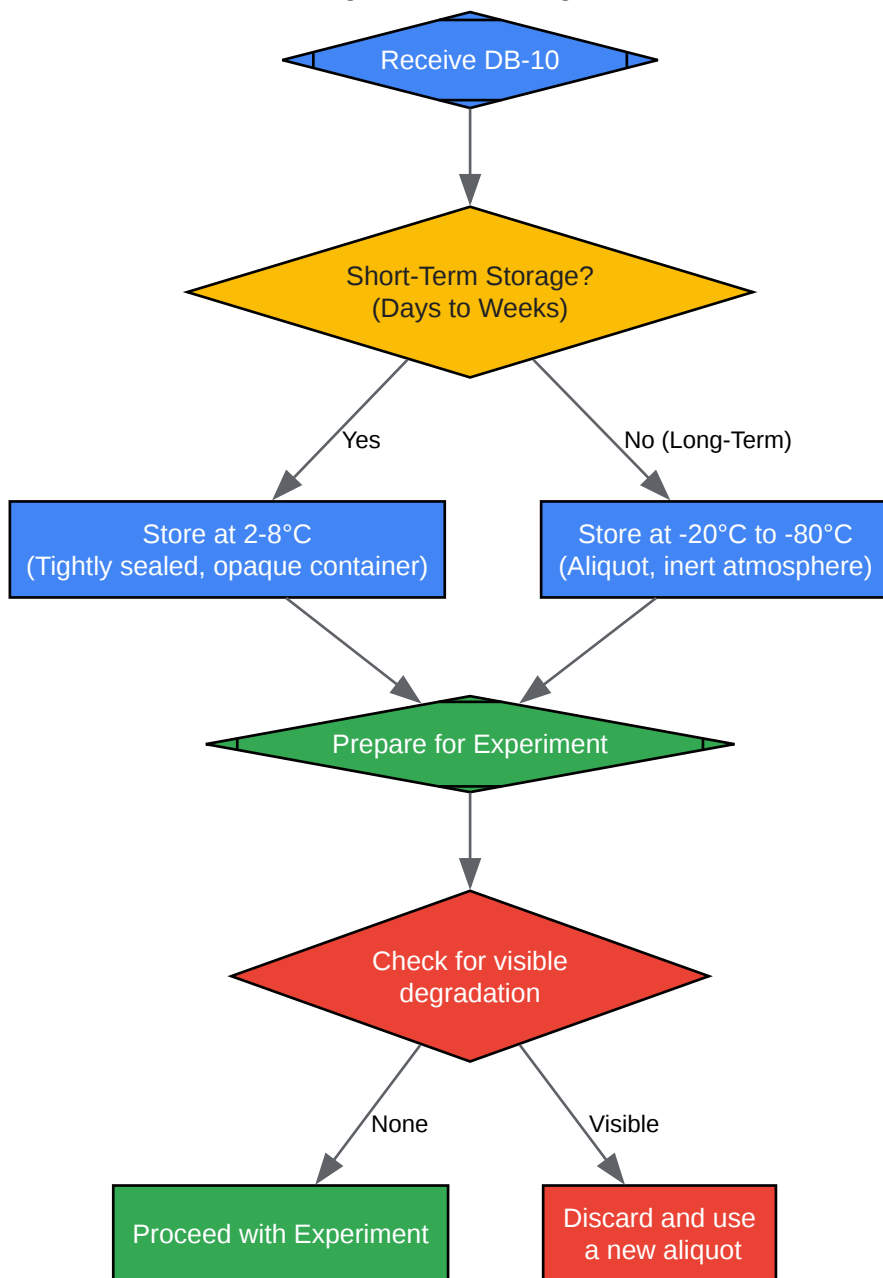 Receive DB-10
Short-Term Storage?
(Days to Weeks)
Yes
No (Long-Term)
Store at 2-8°C
(Tightly sealed, opaque container)
Store at -20°C to -80°C
(Aliquot, inert atmosphere)
Prepare for Experiment
Check for visible
degradation
None
Visible
Proceed with Experiment
Discard and use
a new aliquot